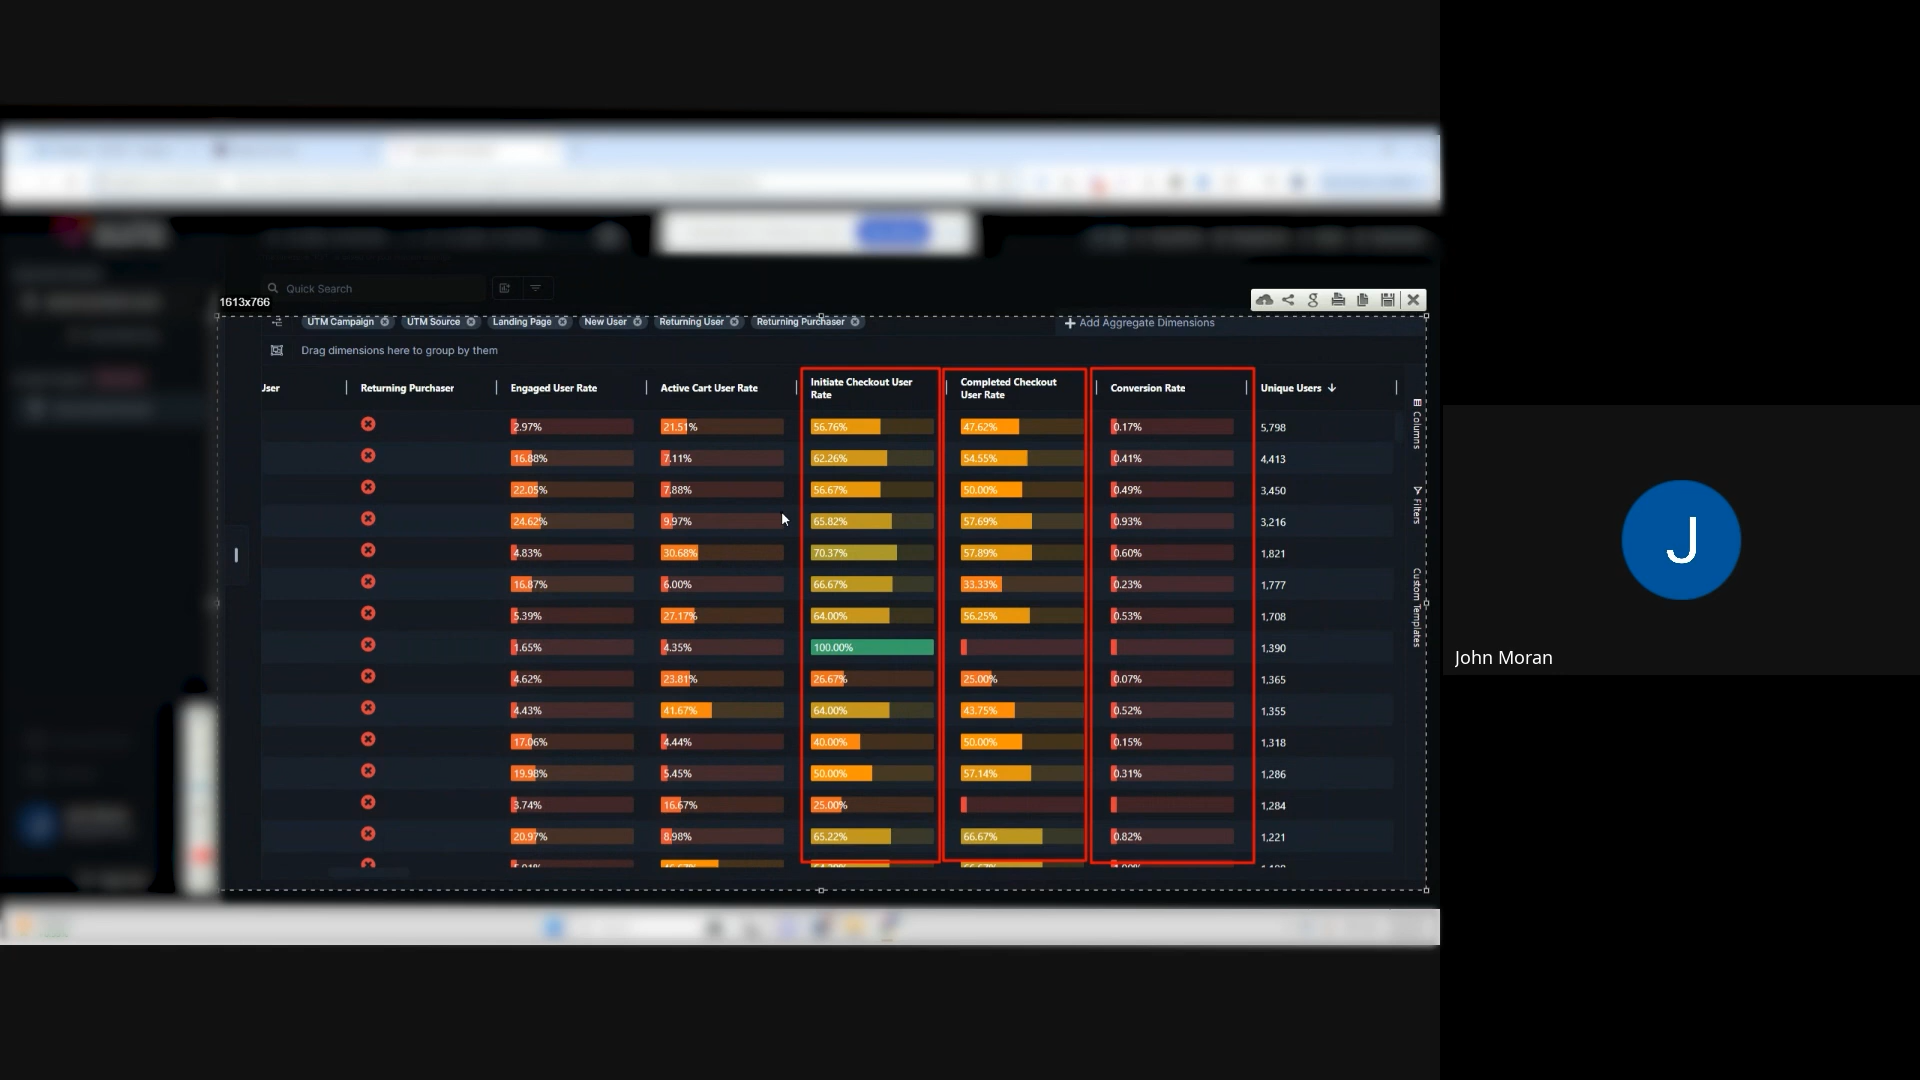 Quick Search
1613x766
UTM Campaign UTM Source Landing Page New User Returning User Returning Purchaser Add Aggregate Dimensions
Drag dimensions here to group by them
User Returning Purchaser Engaged User Rate Active Cart User Rate Initiate Checkout User Rate Completed Checkout User Rate Conversion Rate Unique Users
2.97% 21.51% 56.76% 47.62% 0.17% 5,798
16.88% 7.11% 62.26% 54.55% 0.41% 4,413
22.05% 7.88% 56.67% 50.00% 0.49% 3,450
24.62% 9.97% 65.82% 57.69% 0.93% 3,216
4.83% 30.68% 70.37% 57.89% 0.60% 1,821
16.87% 6.00% 66.67% 33.33% 0.23% 1,777
5.39% 27.17% 64.00% 56.25% 0.53% 1,708
1.65% 4.35% 100.00% 1,390
4.62% 23.81% 26.67% 25.00% 0.07% 1,365
4.43% 41.67% 64.00% 43.75% 0.52% 1,355
17.06% 4.44% 40.00% 50.00% 0.15% 1,318
19.98% 5.45% 50.00% 57.14% 0.31% 1,286
3.74% 16.67% 25.00% 1,284
20.97% 8.98% 65.22% 66.67% 0.82% 1,221
Columns
Filters
Custom Templates
J
John Moran